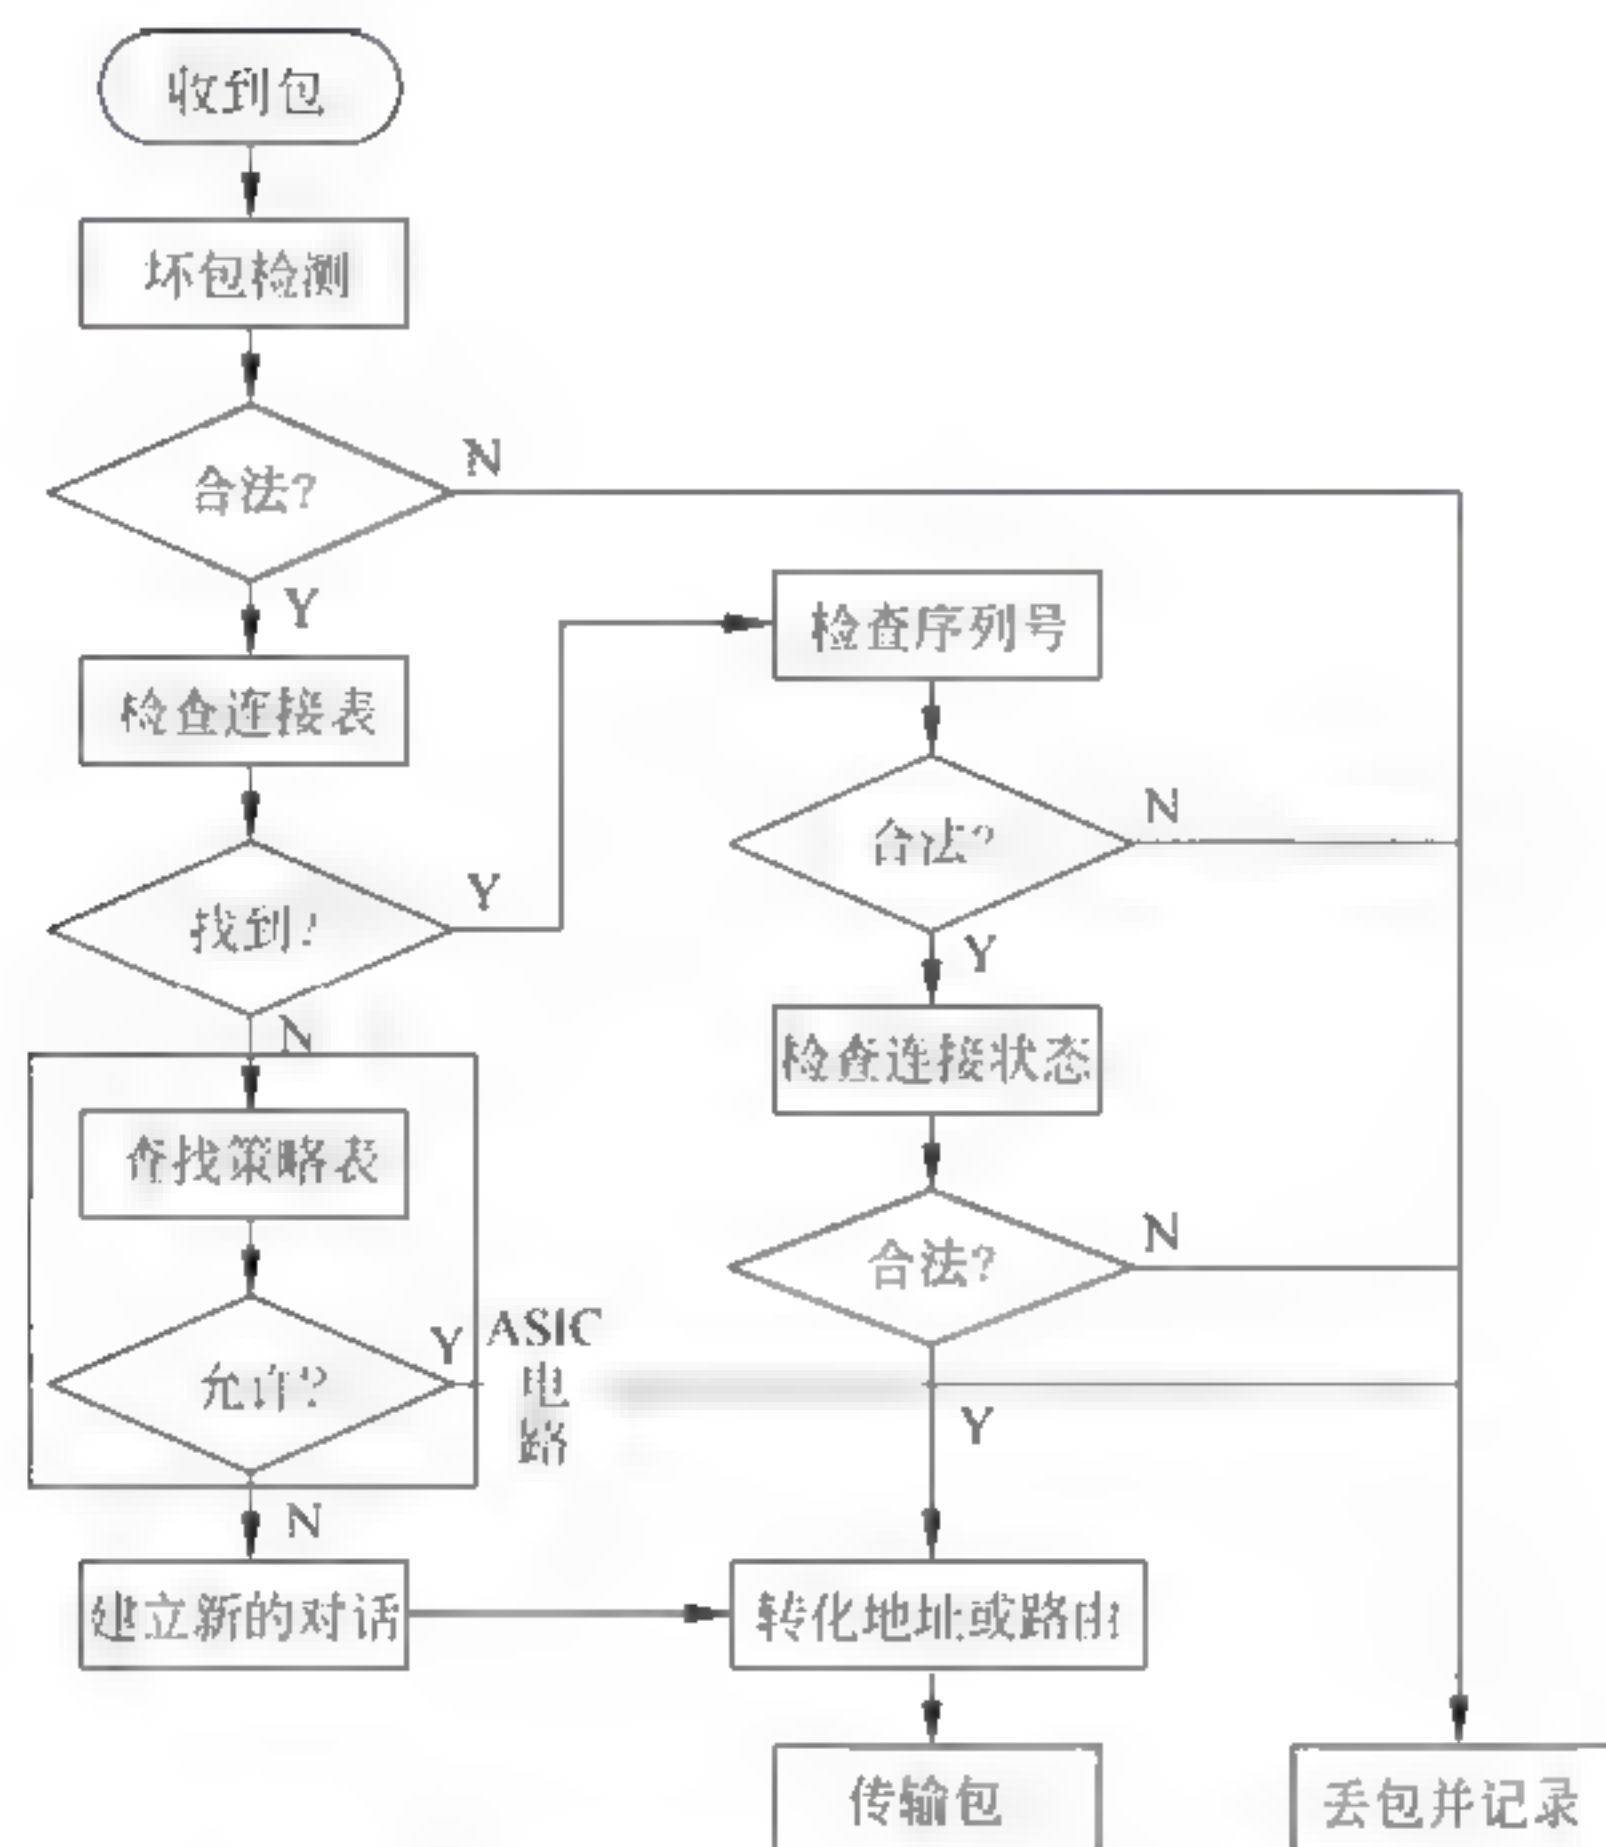 收到包
坏包检测
合法?
N
Y
检查连接表
找到?
Y
N
查找策略表
允许?
Y
ASIC
电
路
N
建立新的对话
检查序列号
合法?
N
Y
检查连接状态
合法?
N
Y
转化地址或路由
传输包
丢包并记录